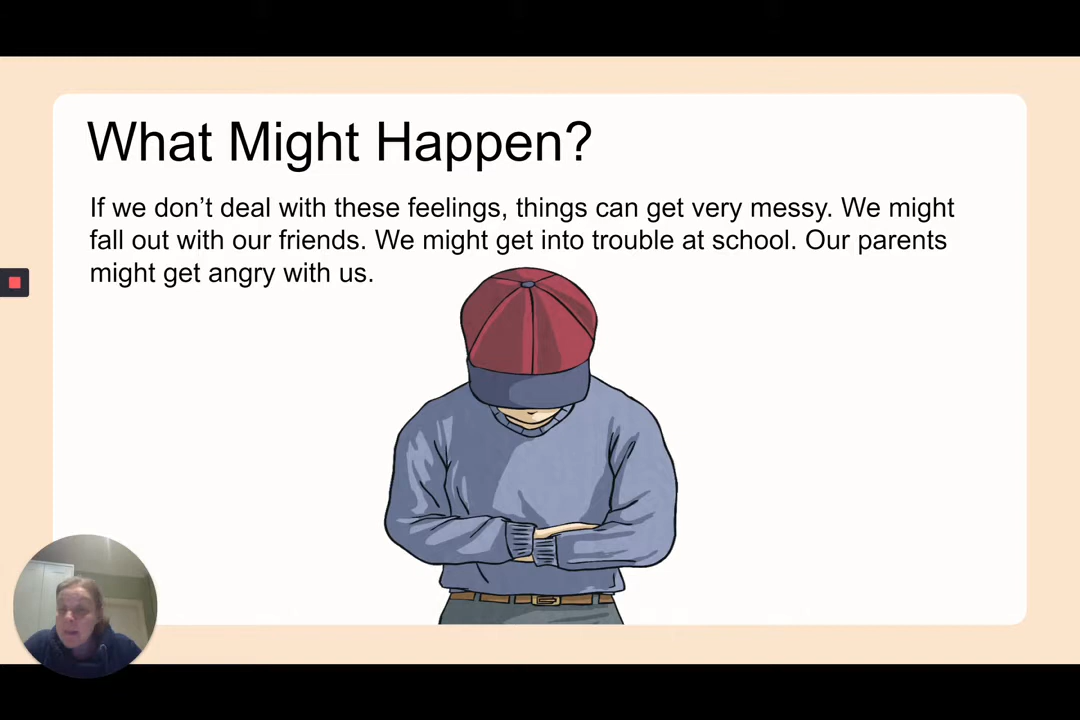 What Might Happen?
If we don’t deal with these feelings, things can get very messy. We might
fall out with our friends. We might get into trouble at school. Our parents
might get angry with us.